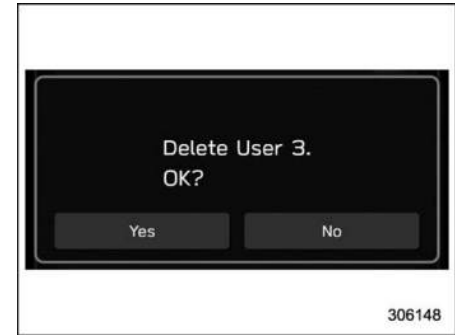 Delete User 3.
OK?
Yes
No
306148